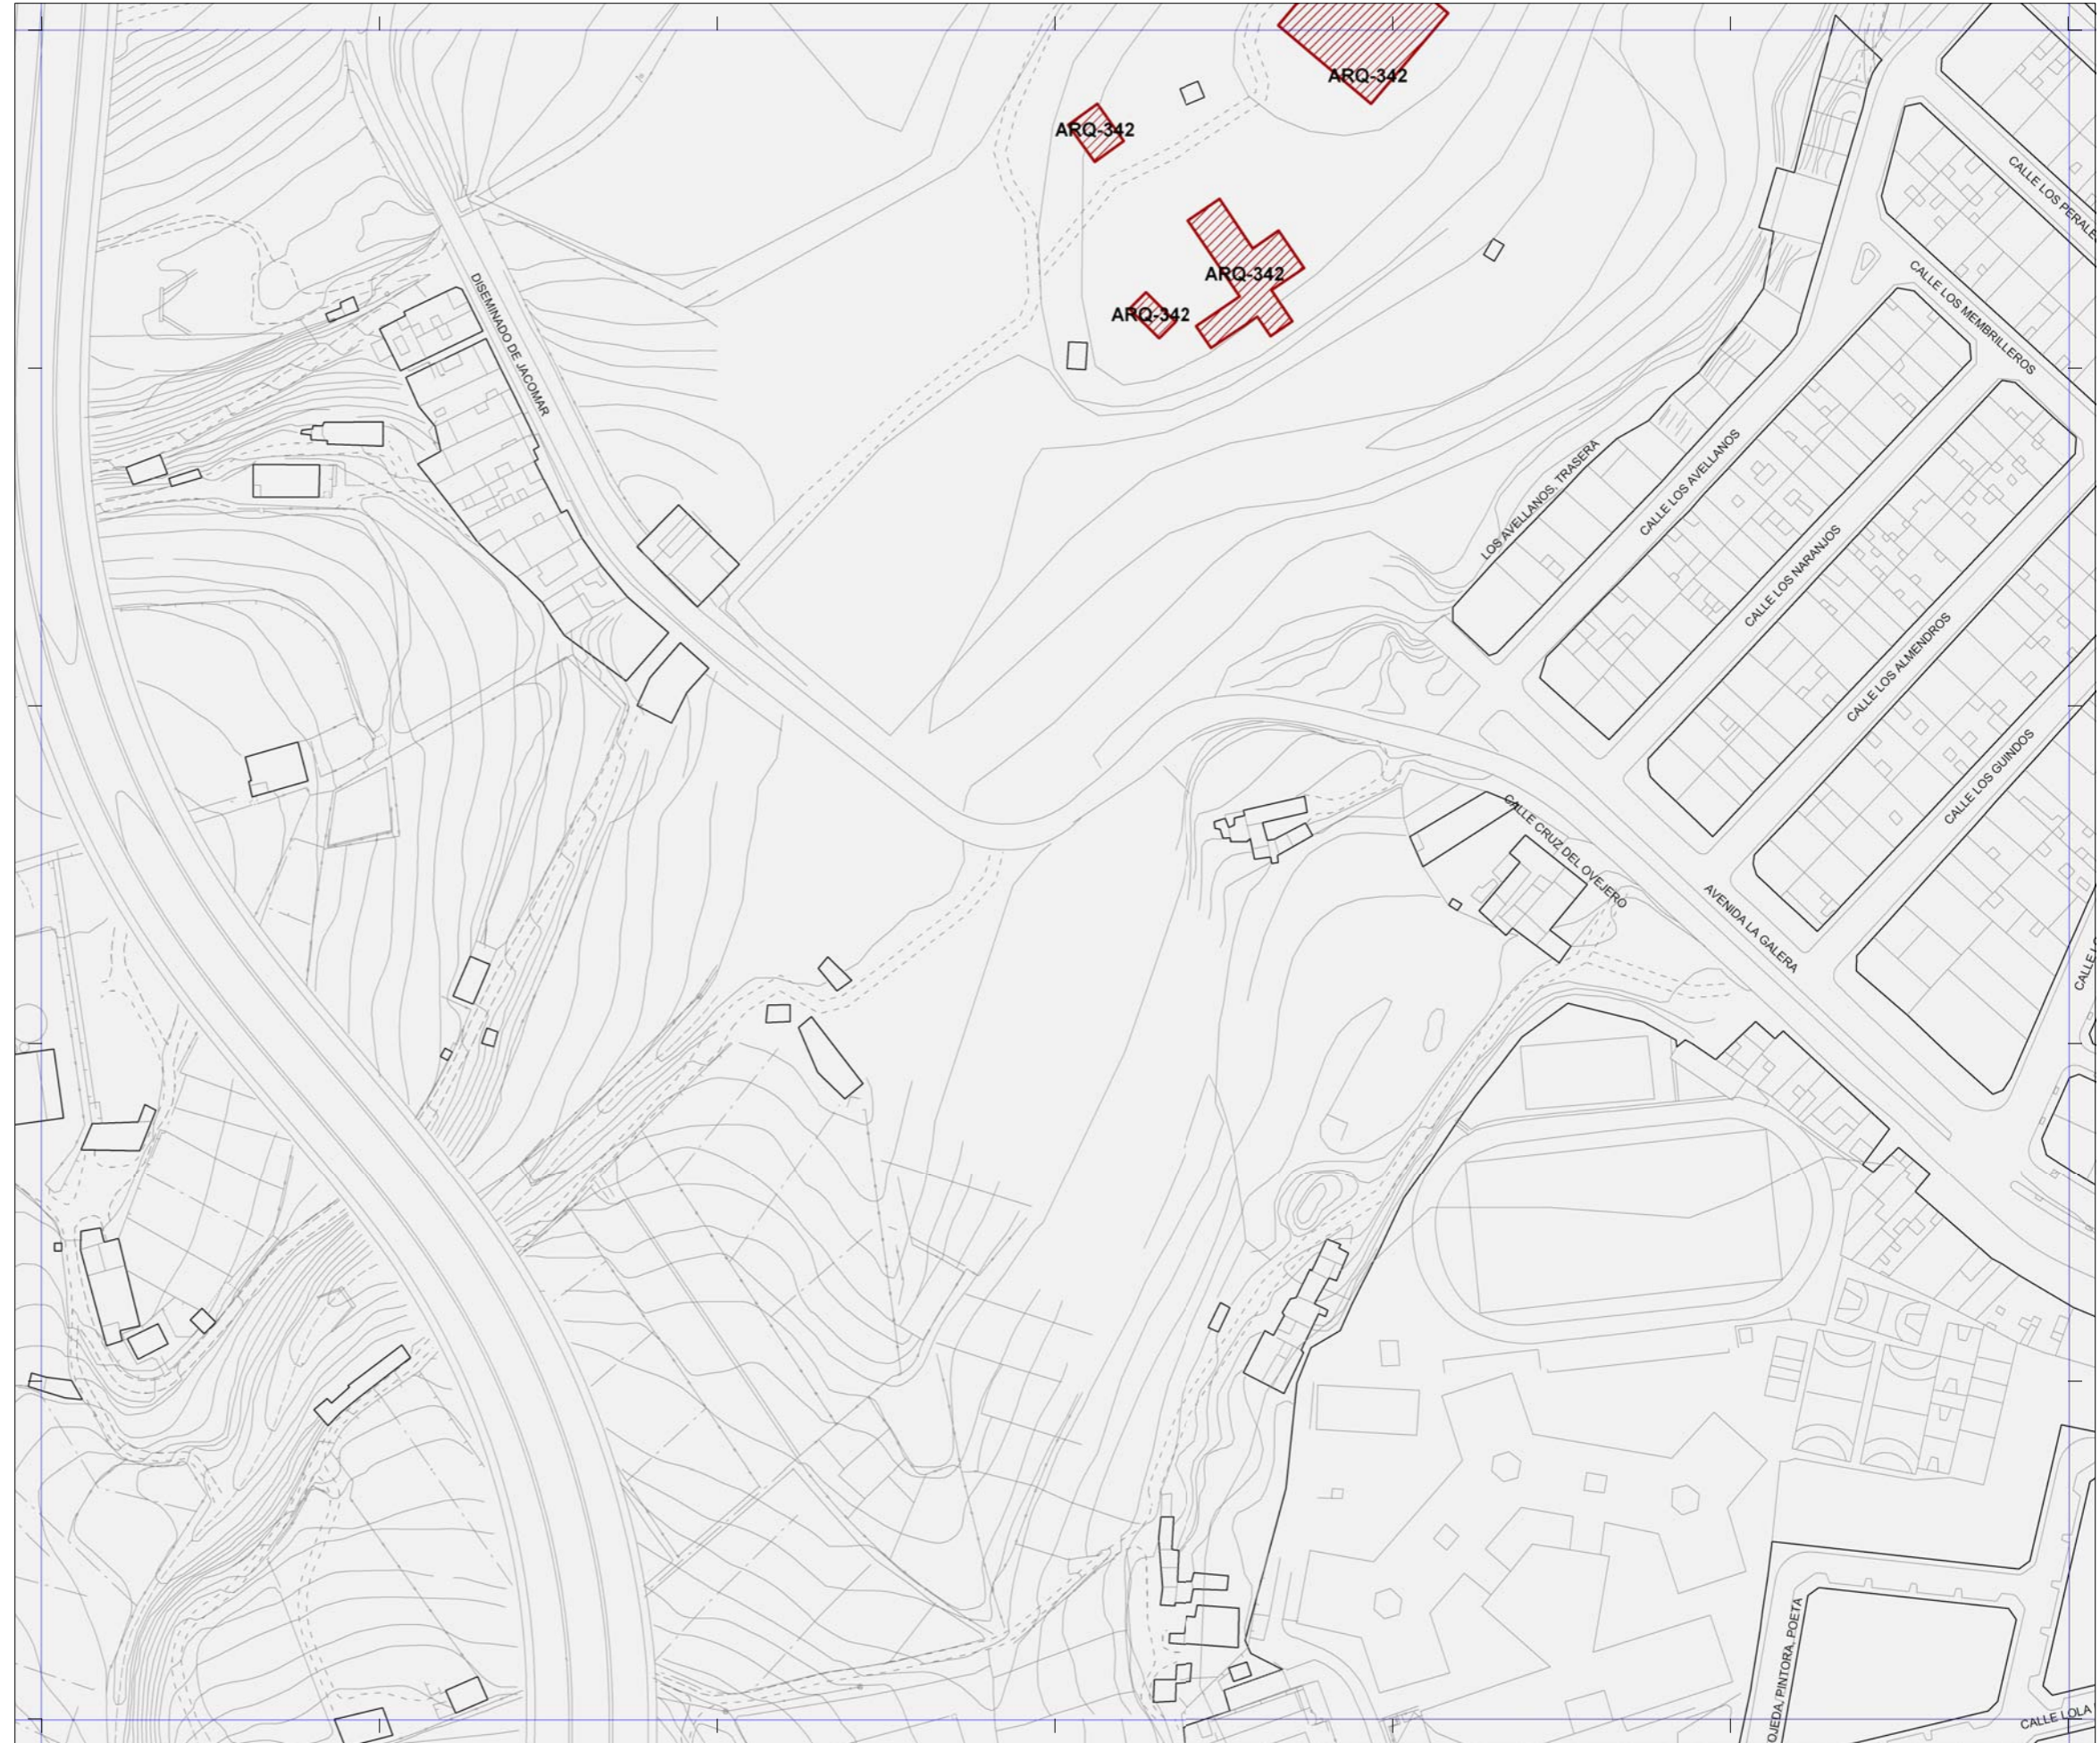 ARQ-342
ARQ-342
CALLE LOS PERALE
ARQ-342
ARQ-342
CALLE LOS MEMBRILLEROS
DISEMINADO DE JACOMAR
LOS AVELLANOS, TRASERA
CALLE LOS AVELLANOS
CALLE LOS NARANJOS
CALLE LOS ALMENDROS
CALLE LOS GUINDOS
CALLE CRUZ DEL OVEJERO
AVENIDA LA GALERA
CALLE L
OJEDA, PINTORA, POETA
CALLE LOLA